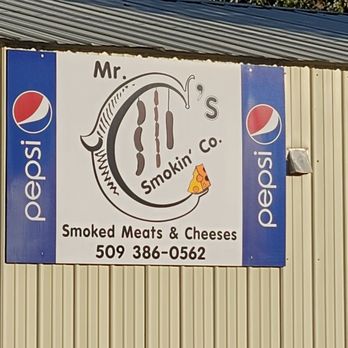 Mr.
C's
Smokin' Co.
Smoked Meats & Cheeses
509 386-0562
pepsi
pepsi